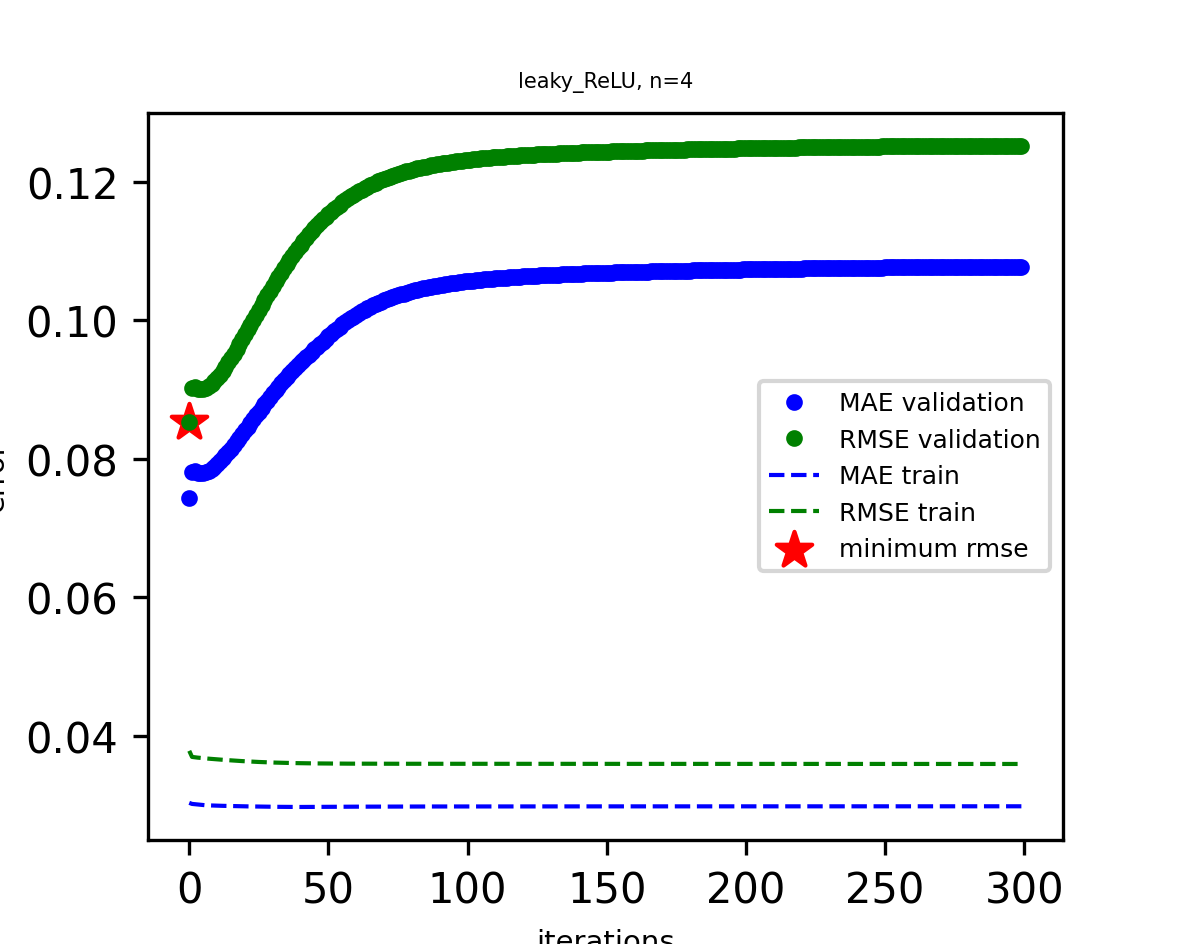 leaky_ReLU, n=4
0.12
0.10
0.08
0.06
0.04
error
MAE validation
RMSE validation
MAE train
RMSE train
minimum rmse
0 50 100 150 200 250 300
iterations